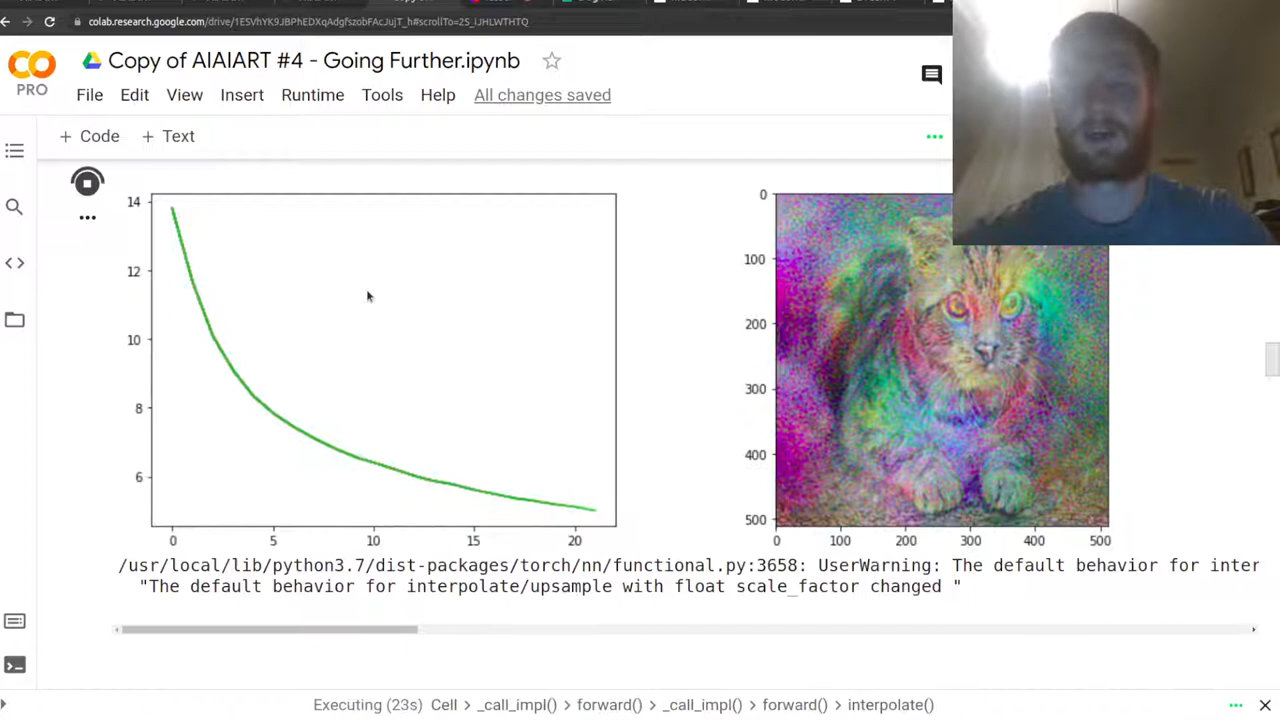 colab.research.google.com/drive/1ESVhYK9JBPhEDXqAdgfszobFAcJujT_h#scrollTo=2S_iJHLWTHTQ
Copy of AIAIART #4 - Going Further.ipynb
PRO
File Edit View Insert Runtime Tools Help All changes saved
+ Code + Text
14
12
10
8
6
0 5 10 15 20
0
100
200
300
400
500
0 100 200 300 400 500
/usr/local/lib/python3.7/dist-packages/torch/nn/functional.py:3658: UserWarning: The default behavior for inter
"The default behavior for interpolate/upsample with float scale_factor changed "
Executing (23s) Cell > _call_impl() > forward() > _call_impl() > forward() > interpolate()